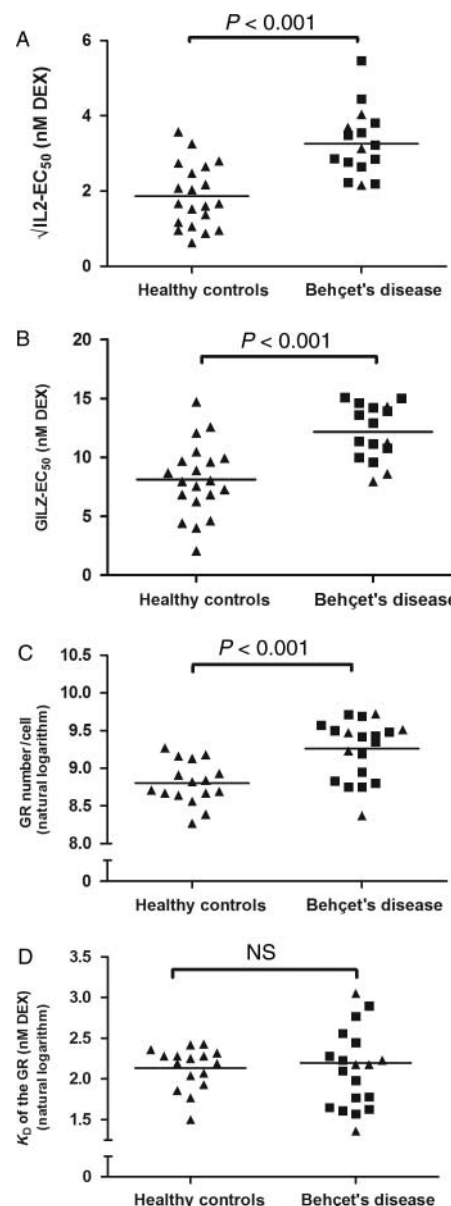 A
P < 0.001
√IL2-EC50 (nM DEX)
6
4
2
0
Healthy controls
Behçet's disease
B
P < 0.001
GILZ-EC50 (nM DEX)
20
15
10
5
0
Healthy controls
Behçet's disease
C
P < 0.001
GR number/cell
(natural logarithm)
10.5
10.0
9.5
9.0
8.5
8.0
0
Healthy controls
Behçet's disease
D
NS
KD of the GR (nM DEX)
(natural logarithm)
3.5
3.0
2.5
2.0
1.5
0
Healthy controls
Behçet's disease